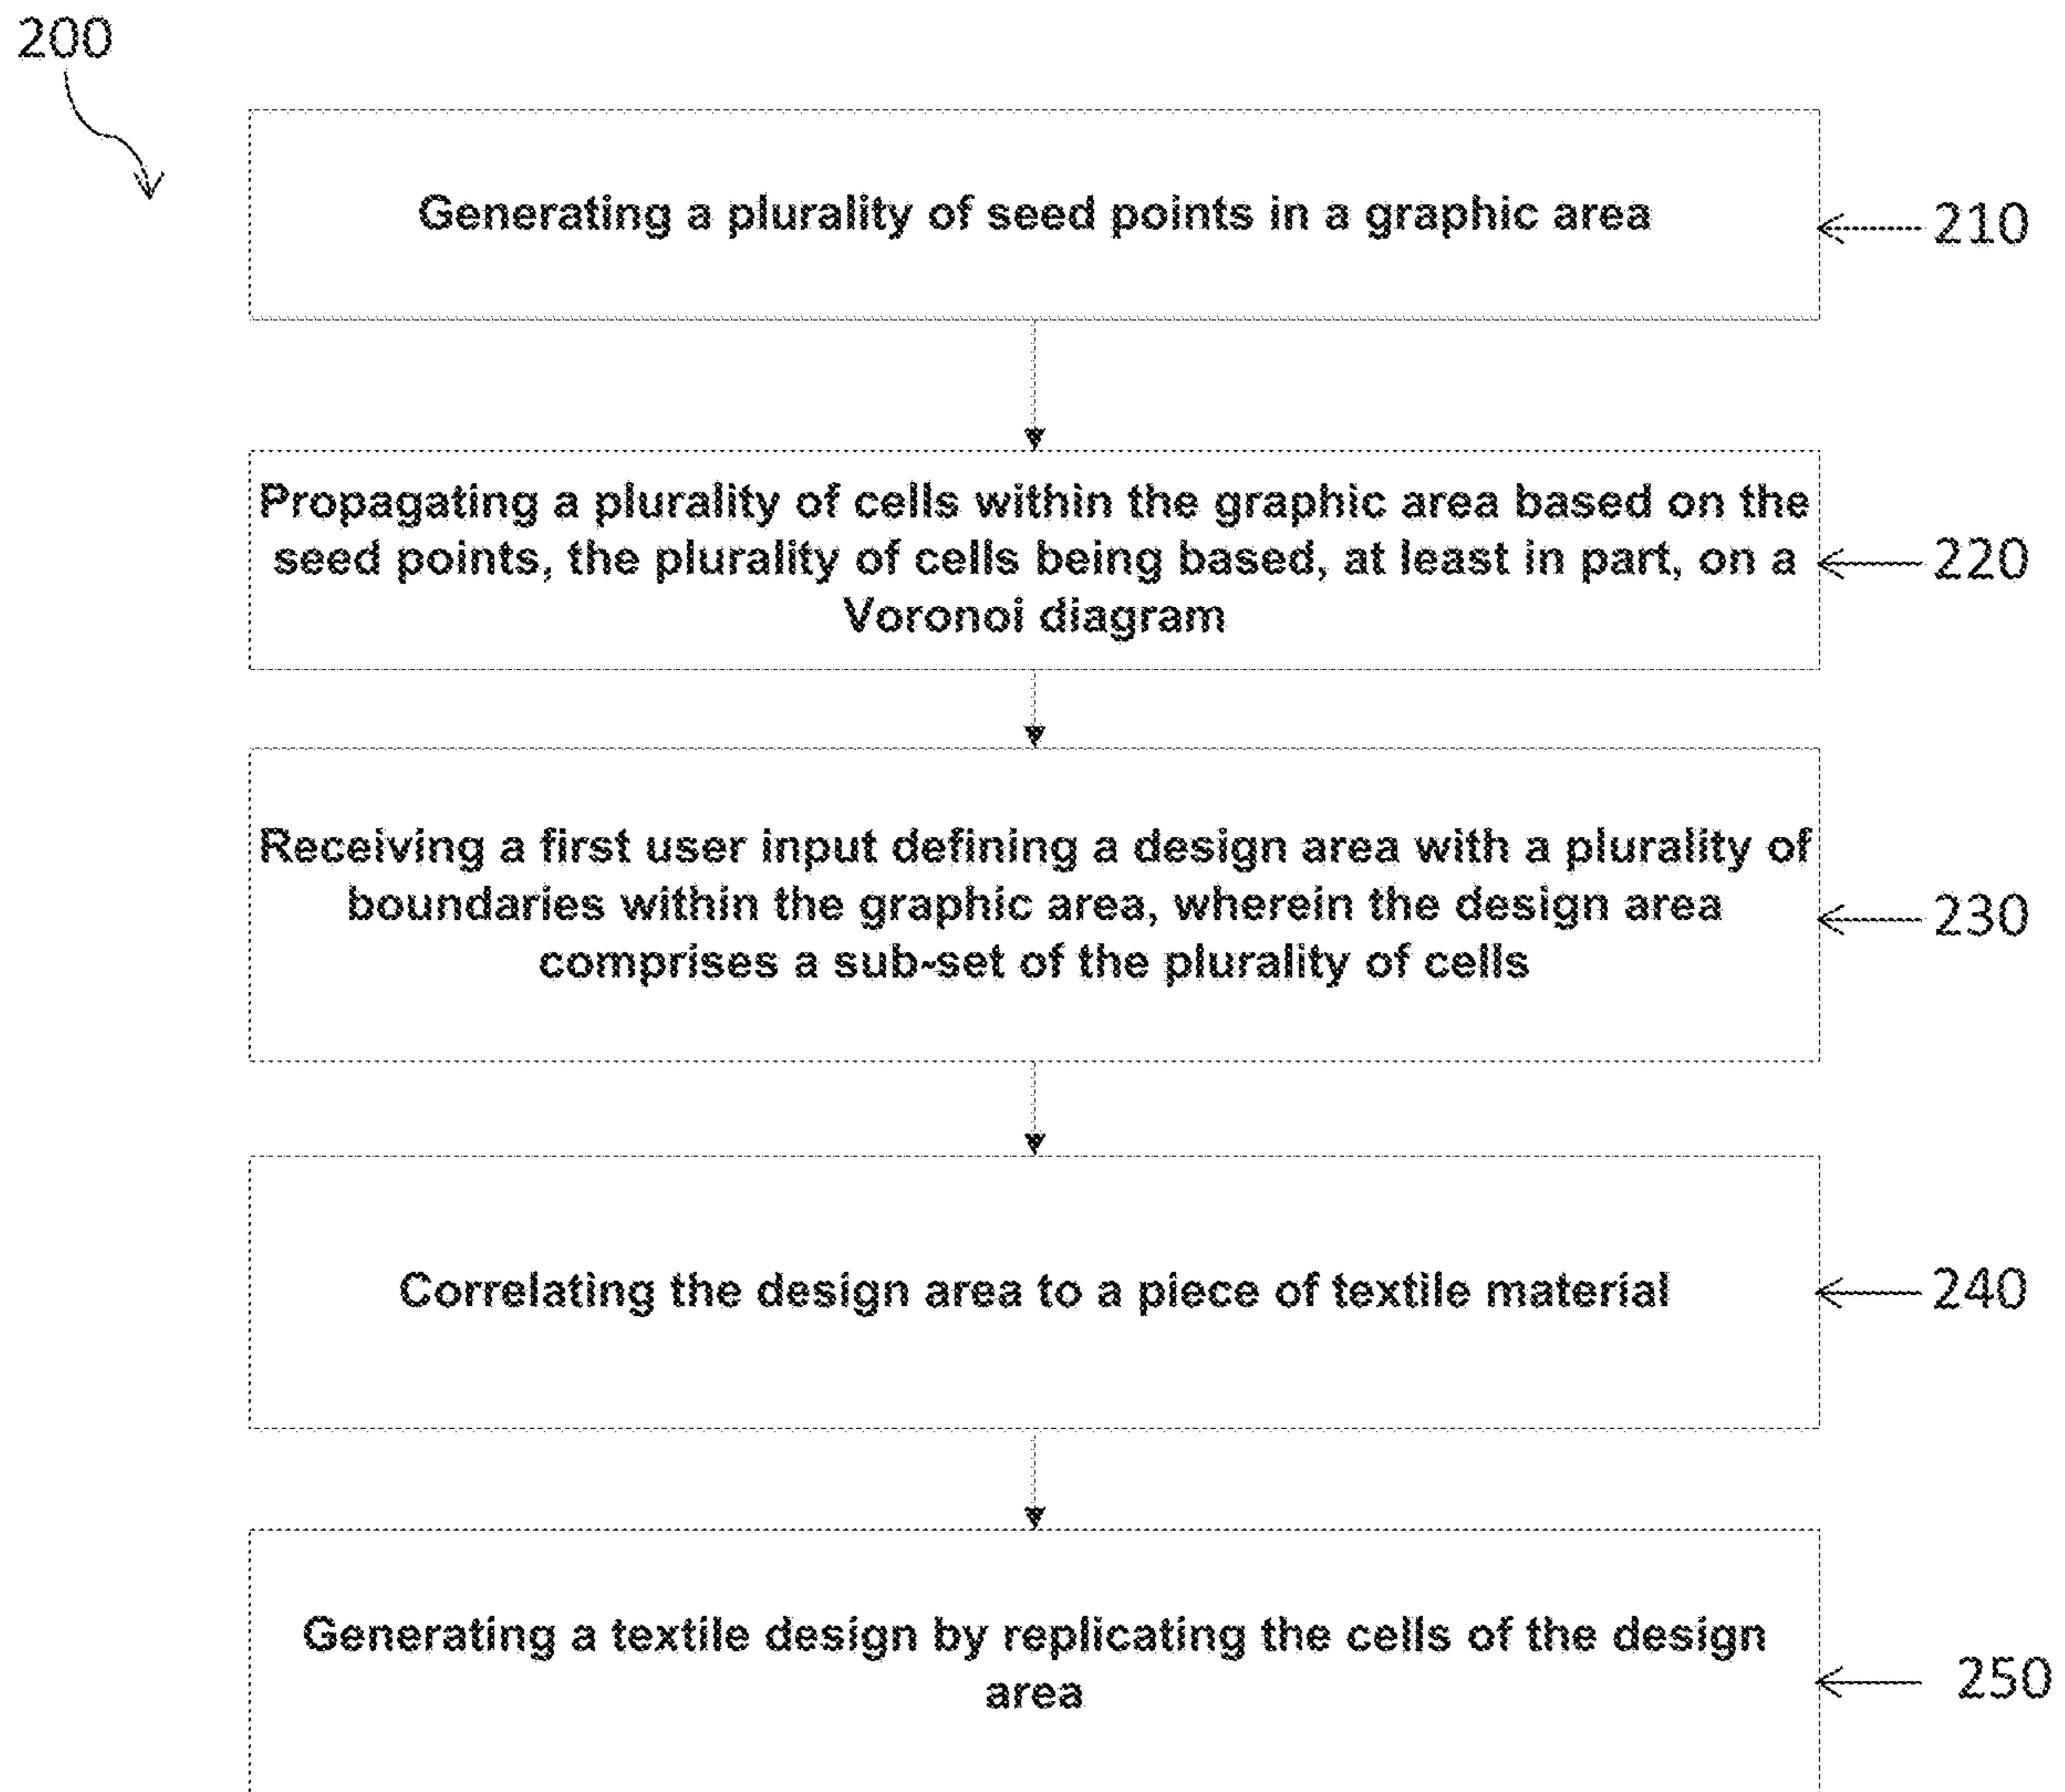 200
Generating a plurality of seed points in a graphic area
210
Propagating a plurality of cells within the graphic area based on the
seed points, the plurality of cells being based, at least in part, on a
Voronoi diagram
220
Receiving a first user input defining a design area with a plurality of
boundaries within the graphic area, wherein the design area
comprises a sub-set of the plurality of cells
230
Correlating the design area to a piece of textile material
240
Generating a textile design by replicating the cells of the design
area
250